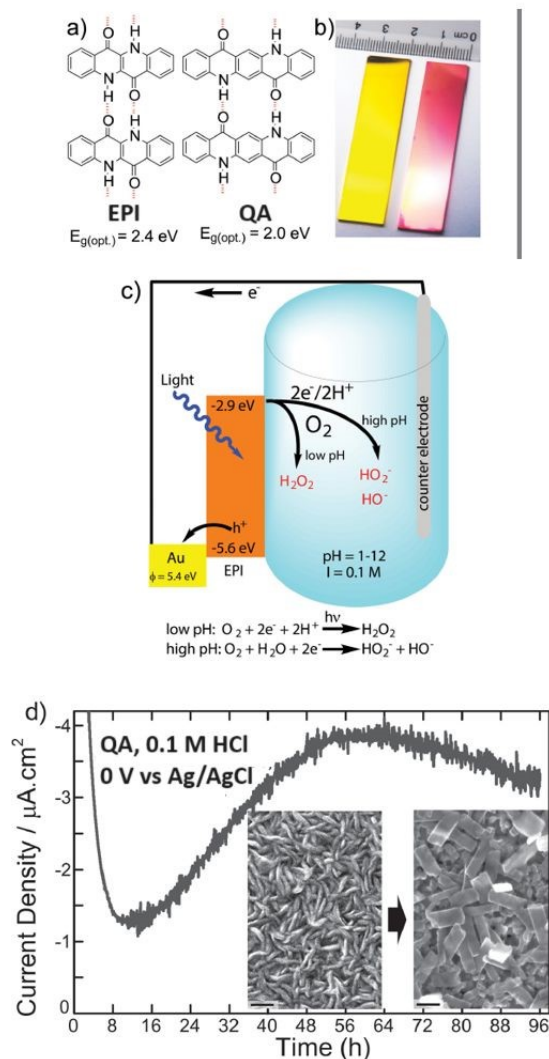 a)
O H O H
N N
N N
H O H O
O H O H
N N
N N
H O H O
EPI QA
E g(opt.) = 2.4 eV E g(opt.) = 2.0 eV
b)
4 3 2 1 0 cm
c)
e-
Light
-2.9 eV
2e-/2H+
O2
high pH
low pH
H2O2
HO2-
HO-
counter electrode
h+
-5.6 eV
Au
ϕ = 5.4 eV
EPI
pH = 1-12
I = 0.1 M
hν
low pH: O2 + 2e- + 2H+ → H2O2
high pH: O2 + H2O + 2e- → HO2- + HO-
d)
QA, 0.1 M HCl
0 V vs Ag/AgCl
Current Density / µA.cm2
-4
-3
-2
-1
0
0 8 16 24 32 40 48 56 64 72 80 88 96
Time (h)